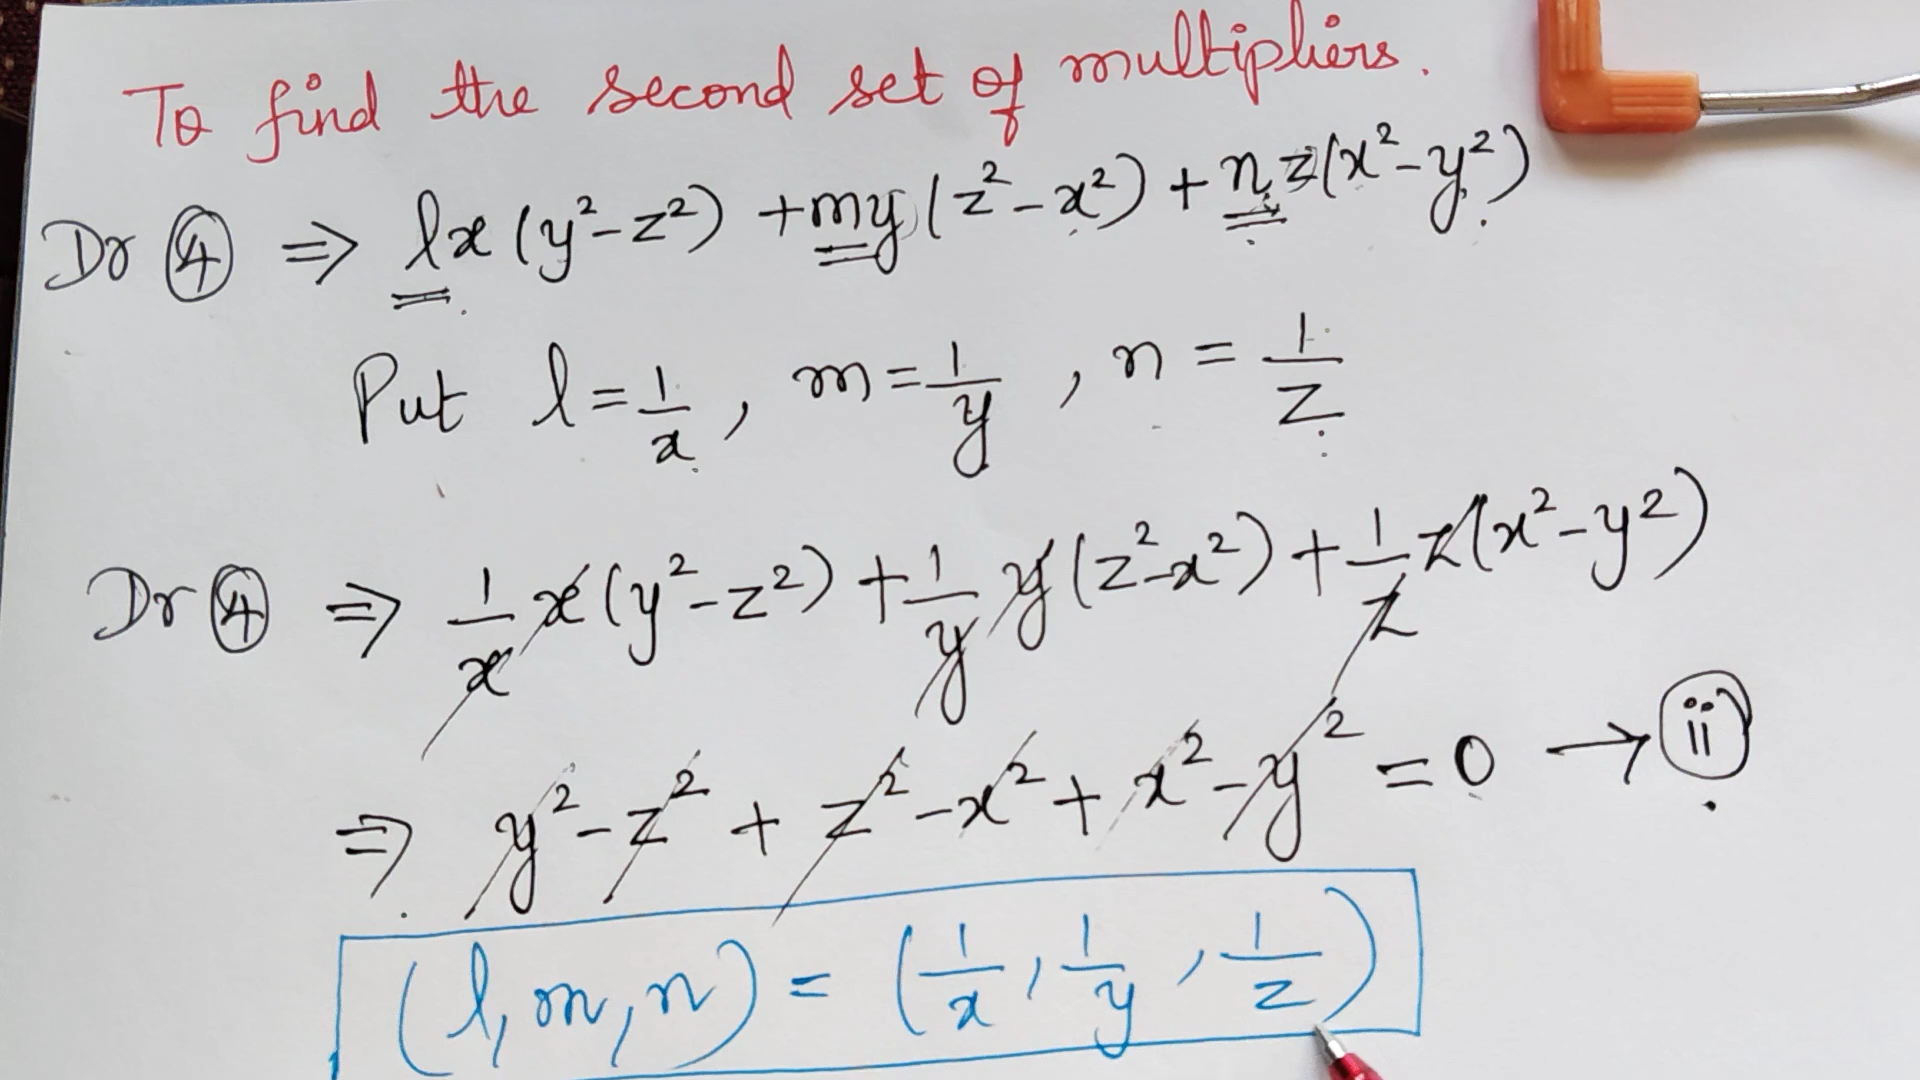 To find the second set of multipliers.
Dr ④ ⇒ lx(y²-z²) + my(z²-x²) + nz(x²-y²)
Put l=1/x, m=1/y, n=1/z
Dr ④ ⇒ 1/x x(y²-z²) + 1/y y(z²-x²) + 1/z z(x²-y²)
⇒ y²-z² + z²-x² + x²-y² = 0 → ⓘⓘ
(l, m, n) = (1/x, 1/y, 1/z)